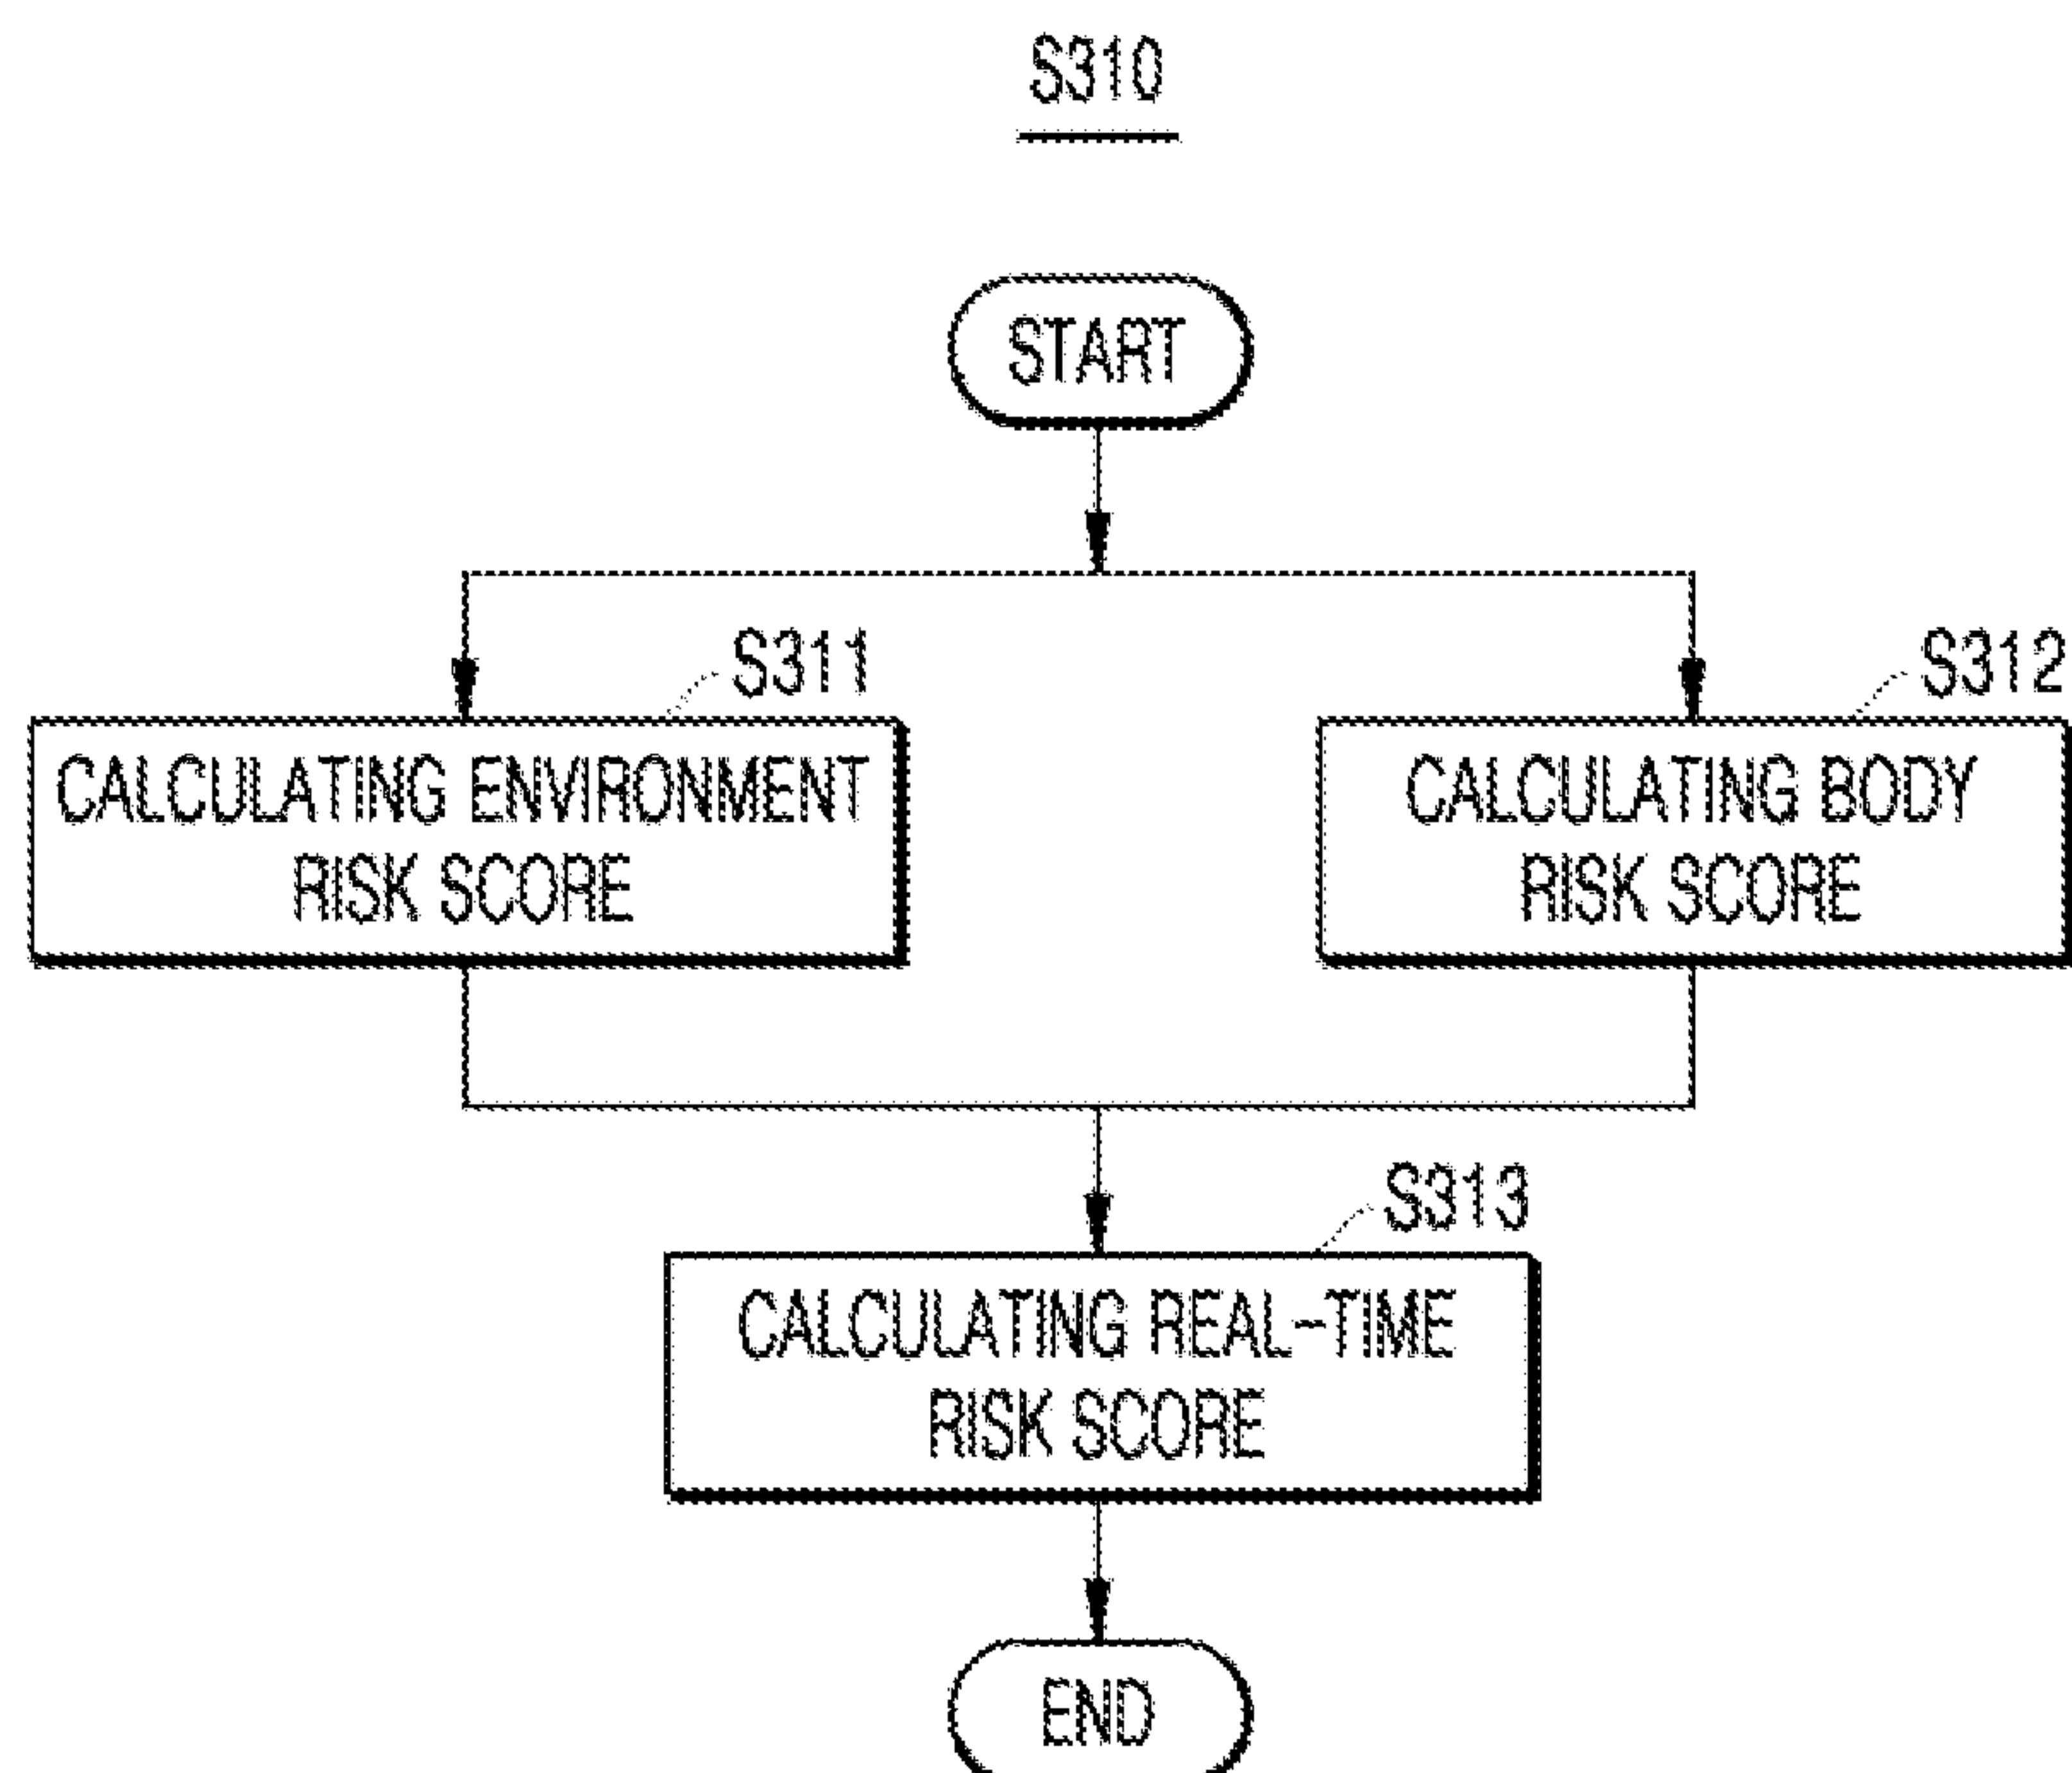 S310
START
S311
S312
CALCULATING ENVIRONMENT
RISK SCORE
CALCULATING BODY
RISK SCORE
S313
CALCULATING REAL-TIME
RISK SCORE
END